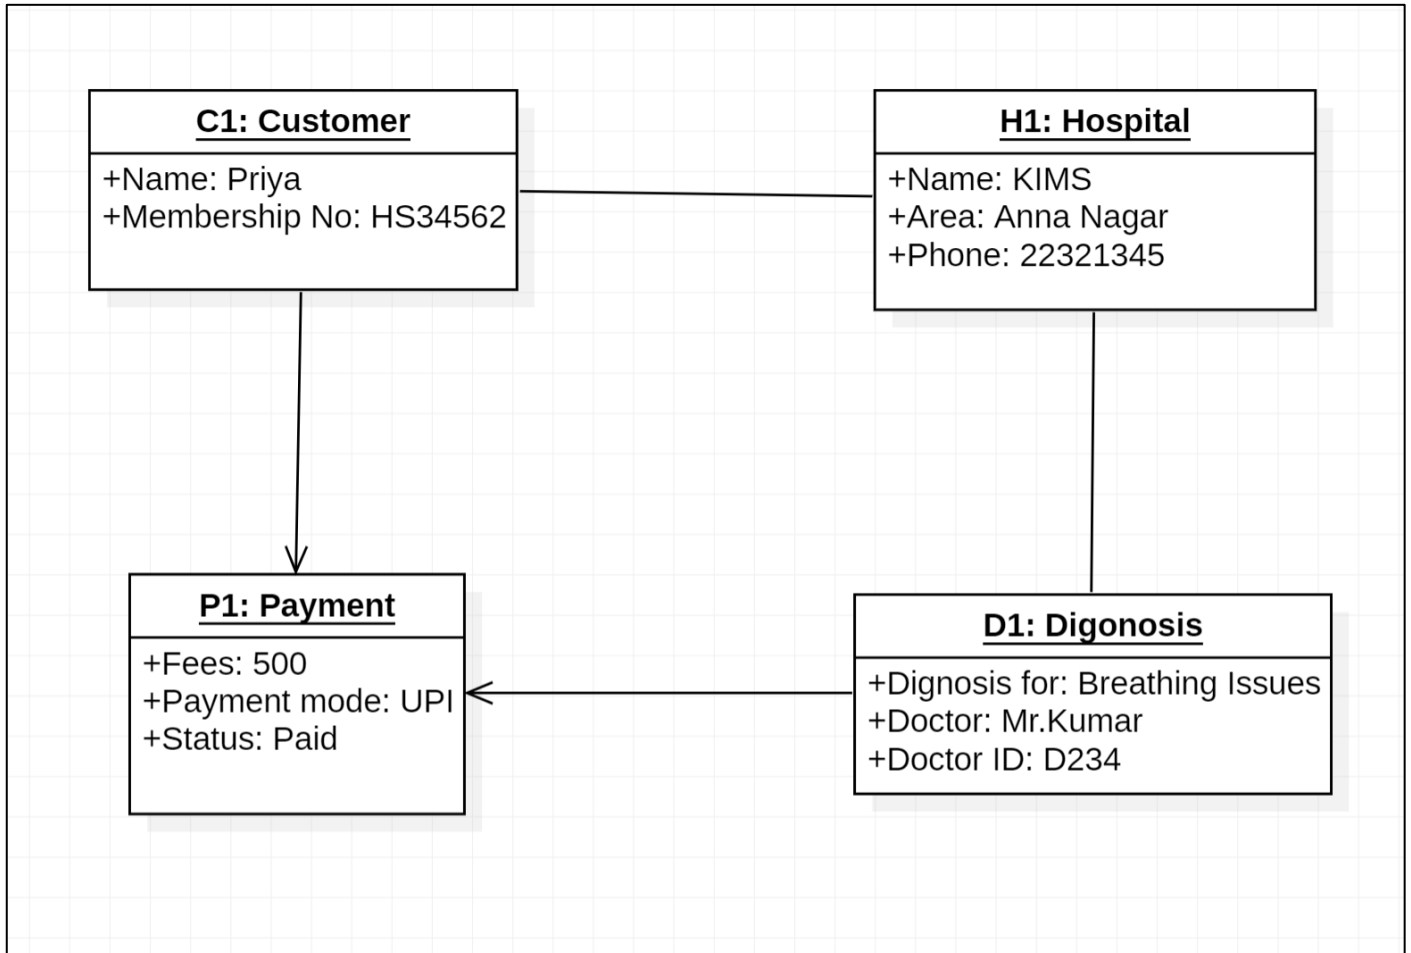 C1: Customer
+Name: Priya
+Membership No: HS34562
H1: Hospital
+Name: KIMS
+Area: Anna Nagar
+Phone: 22321345
P1: Payment
+Fees: 500
+Payment mode: UPI
+Status: Paid
D1: Digonosis
+Dignosis for: Breathing Issues
+Doctor: Mr.Kumar
+Doctor ID: D234